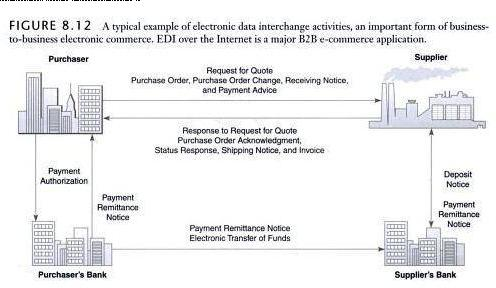 FIGURE 8.12 A typical example of electronic data interchange activities, an important form of business-
to-business electronic commerce. EDI over the Internet is a major B2B e-commerce application.
Purchaser
Supplier
Request for Quote
Purchase Order, Purchase Order Change, Receiving Notice,
and Payment Advice
Response to Request for Quote
Purchase Order Acknowledgment,
Status Response, Shipping Notice, and Invoice
Payment
Authorization
Payment
Remittance
Notice
Deposit
Notice
Payment
Remittance
Notice
Payment Remittance Notice
Electronic Transfer of Funds
Purchaser's Bank
Supplier's Bank